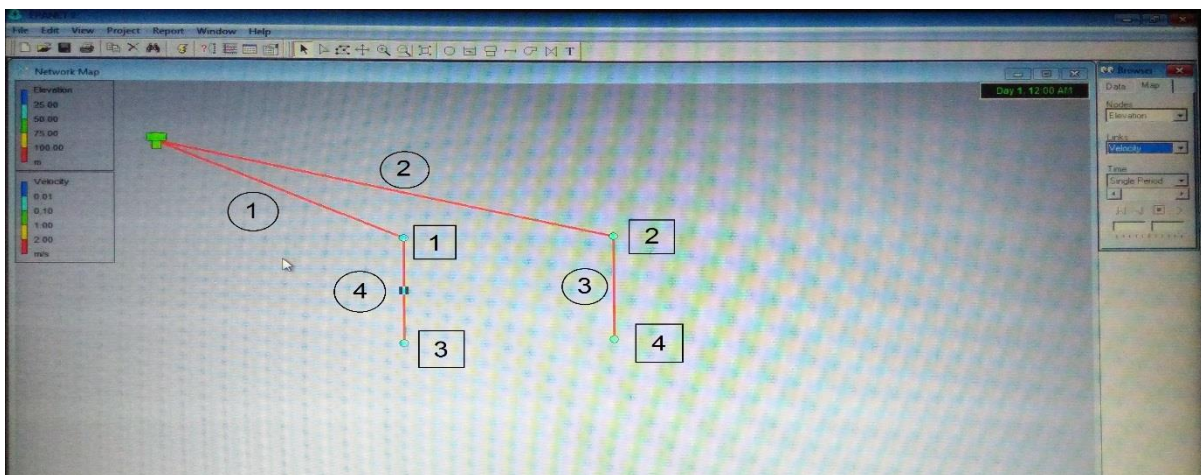 EPANET 2
File Edit View Project Report Window Help
Network Map
Day 1, 12:00 AM
Browser
Data Map
Nodes
Elevation
Links
Velocity
Time
Single Period
Elevation
25.00
50.00
75.00
100.00
m
Velocity
0.01
0.10
1.00
2.00
m/s
2
1
1
2
4
3
3
4